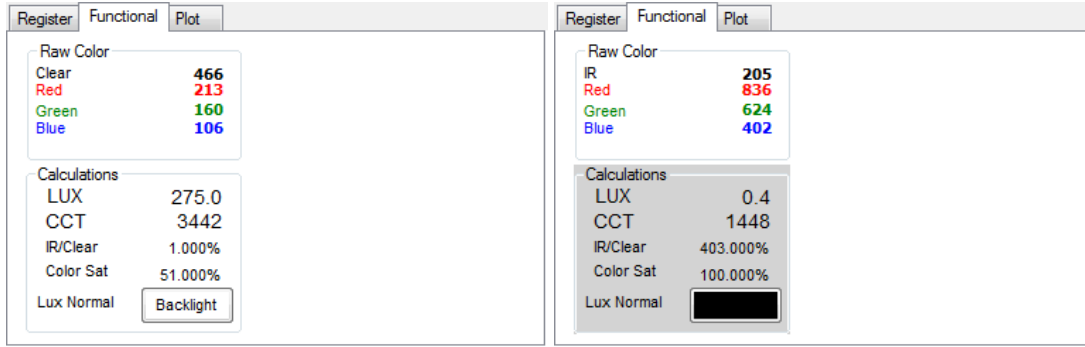 Register Functional Plot
Raw Color
Clear 466
Red 213
Green 160
Blue 106
Calculations
LUX 275.0
CCT 3442
IR/Clear 1.000%
Color Sat 51.000%
Lux Normal Backlight
Register Functional Plot
Raw Color
IR 205
Red 836
Green 624
Blue 402
Calculations
LUX 0.4
CCT 1448
IR/Clear 403.000%
Color Sat 100.000%
Lux Normal